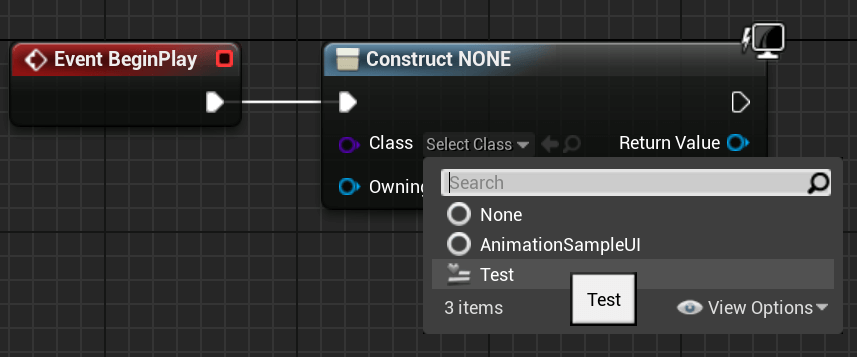 Event BeginPlay
Construct NONE
Class
Select Class
Return Value
Owning
Search
None
AnimationSampleUI
Test
3 items
Test
View Options